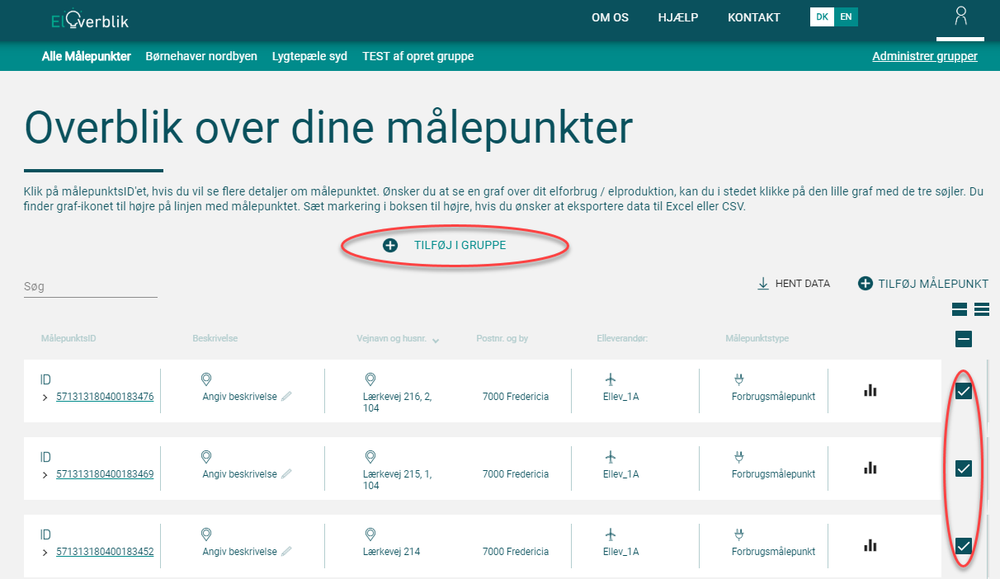 ElOverblik
OM OS HJÆLP KONTAKT DK EN
Alle Målepunkter Børnehaver nordbyen Lygtepæle syd TEST af opret gruppe Administrer grupper
Overblik over dine målepunkter
Klik på målepunktsID'et, hvis du vil se flere detaljer om målepunktet. Ønsker du at se en graf over dit elforbrug / elproduktion, kan du i stedet klikke på den lille graf med de tre søjler. Du
finder graf-ikonet til højre på linjen med målepunktet. Sæt markering i boksen til højre, hvis du ønsker at eksportere data til Excel eller CSV.
TILFØJ I GRUPPE
Søg HENT DATA TILFØJ MÅLEPUNKT
MålepunktsID Beskrivelse Vejnavn og husnr. Postnr. og by Elleverandør: Målepunktstype
ID
571313180400183476 Angiv beskrivelse Lærkevej 216, 2, 7000 Fredericia Ellev_1A Forbrugsmålepunkt
104
ID
571313180400183469 Angiv beskrivelse Lærkevej 215, 1, 7000 Fredericia Ellev_1A Forbrugsmålepunkt
104
ID
571313180400183452 Angiv beskrivelse Lærkevej 214 7000 Fredericia Ellev_1A Forbrugsmålepunkt